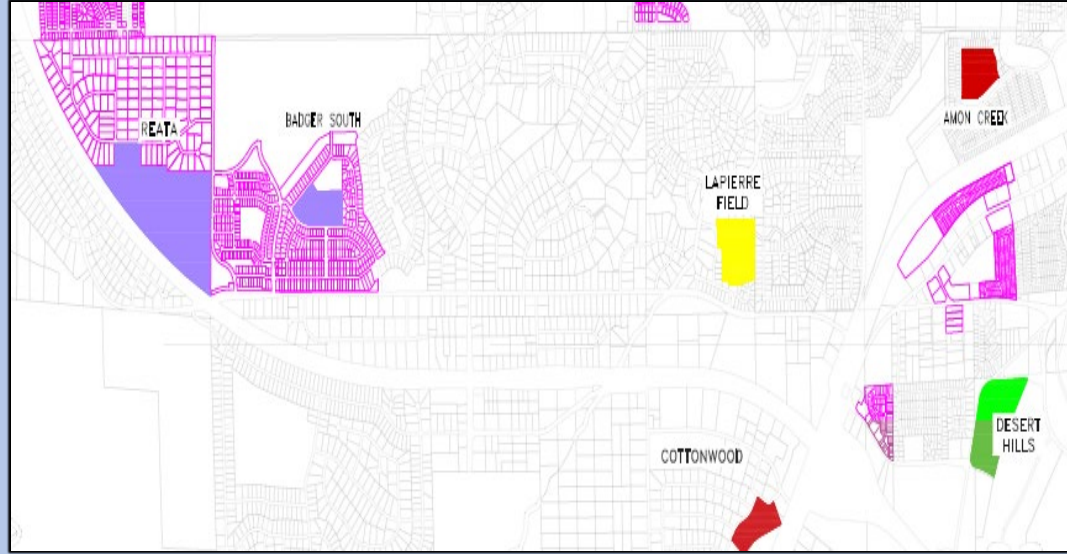 REATA
BADGER SOUTH
AMON CREEK
LAPIERRE
FIELD
DESERT
HILLS
COTTONWOOD